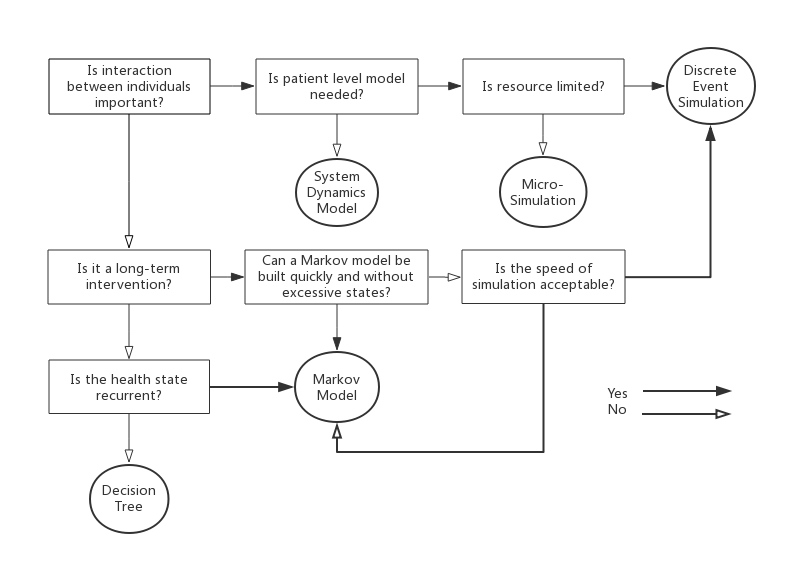 Is interaction
between individuals
important?
Is patient level model
needed?
Is resource limited?
Discrete
Event
Simulation
System
Dynamics
Model
Micro-
Simulation
Is it a long-term
intervention?
Can a Markov model be
built quickly and without
excessive states?
Is the speed of
simulation acceptable?
Is the health state
recurrent?
Markov
Model
Yes
No
Decision
Tree